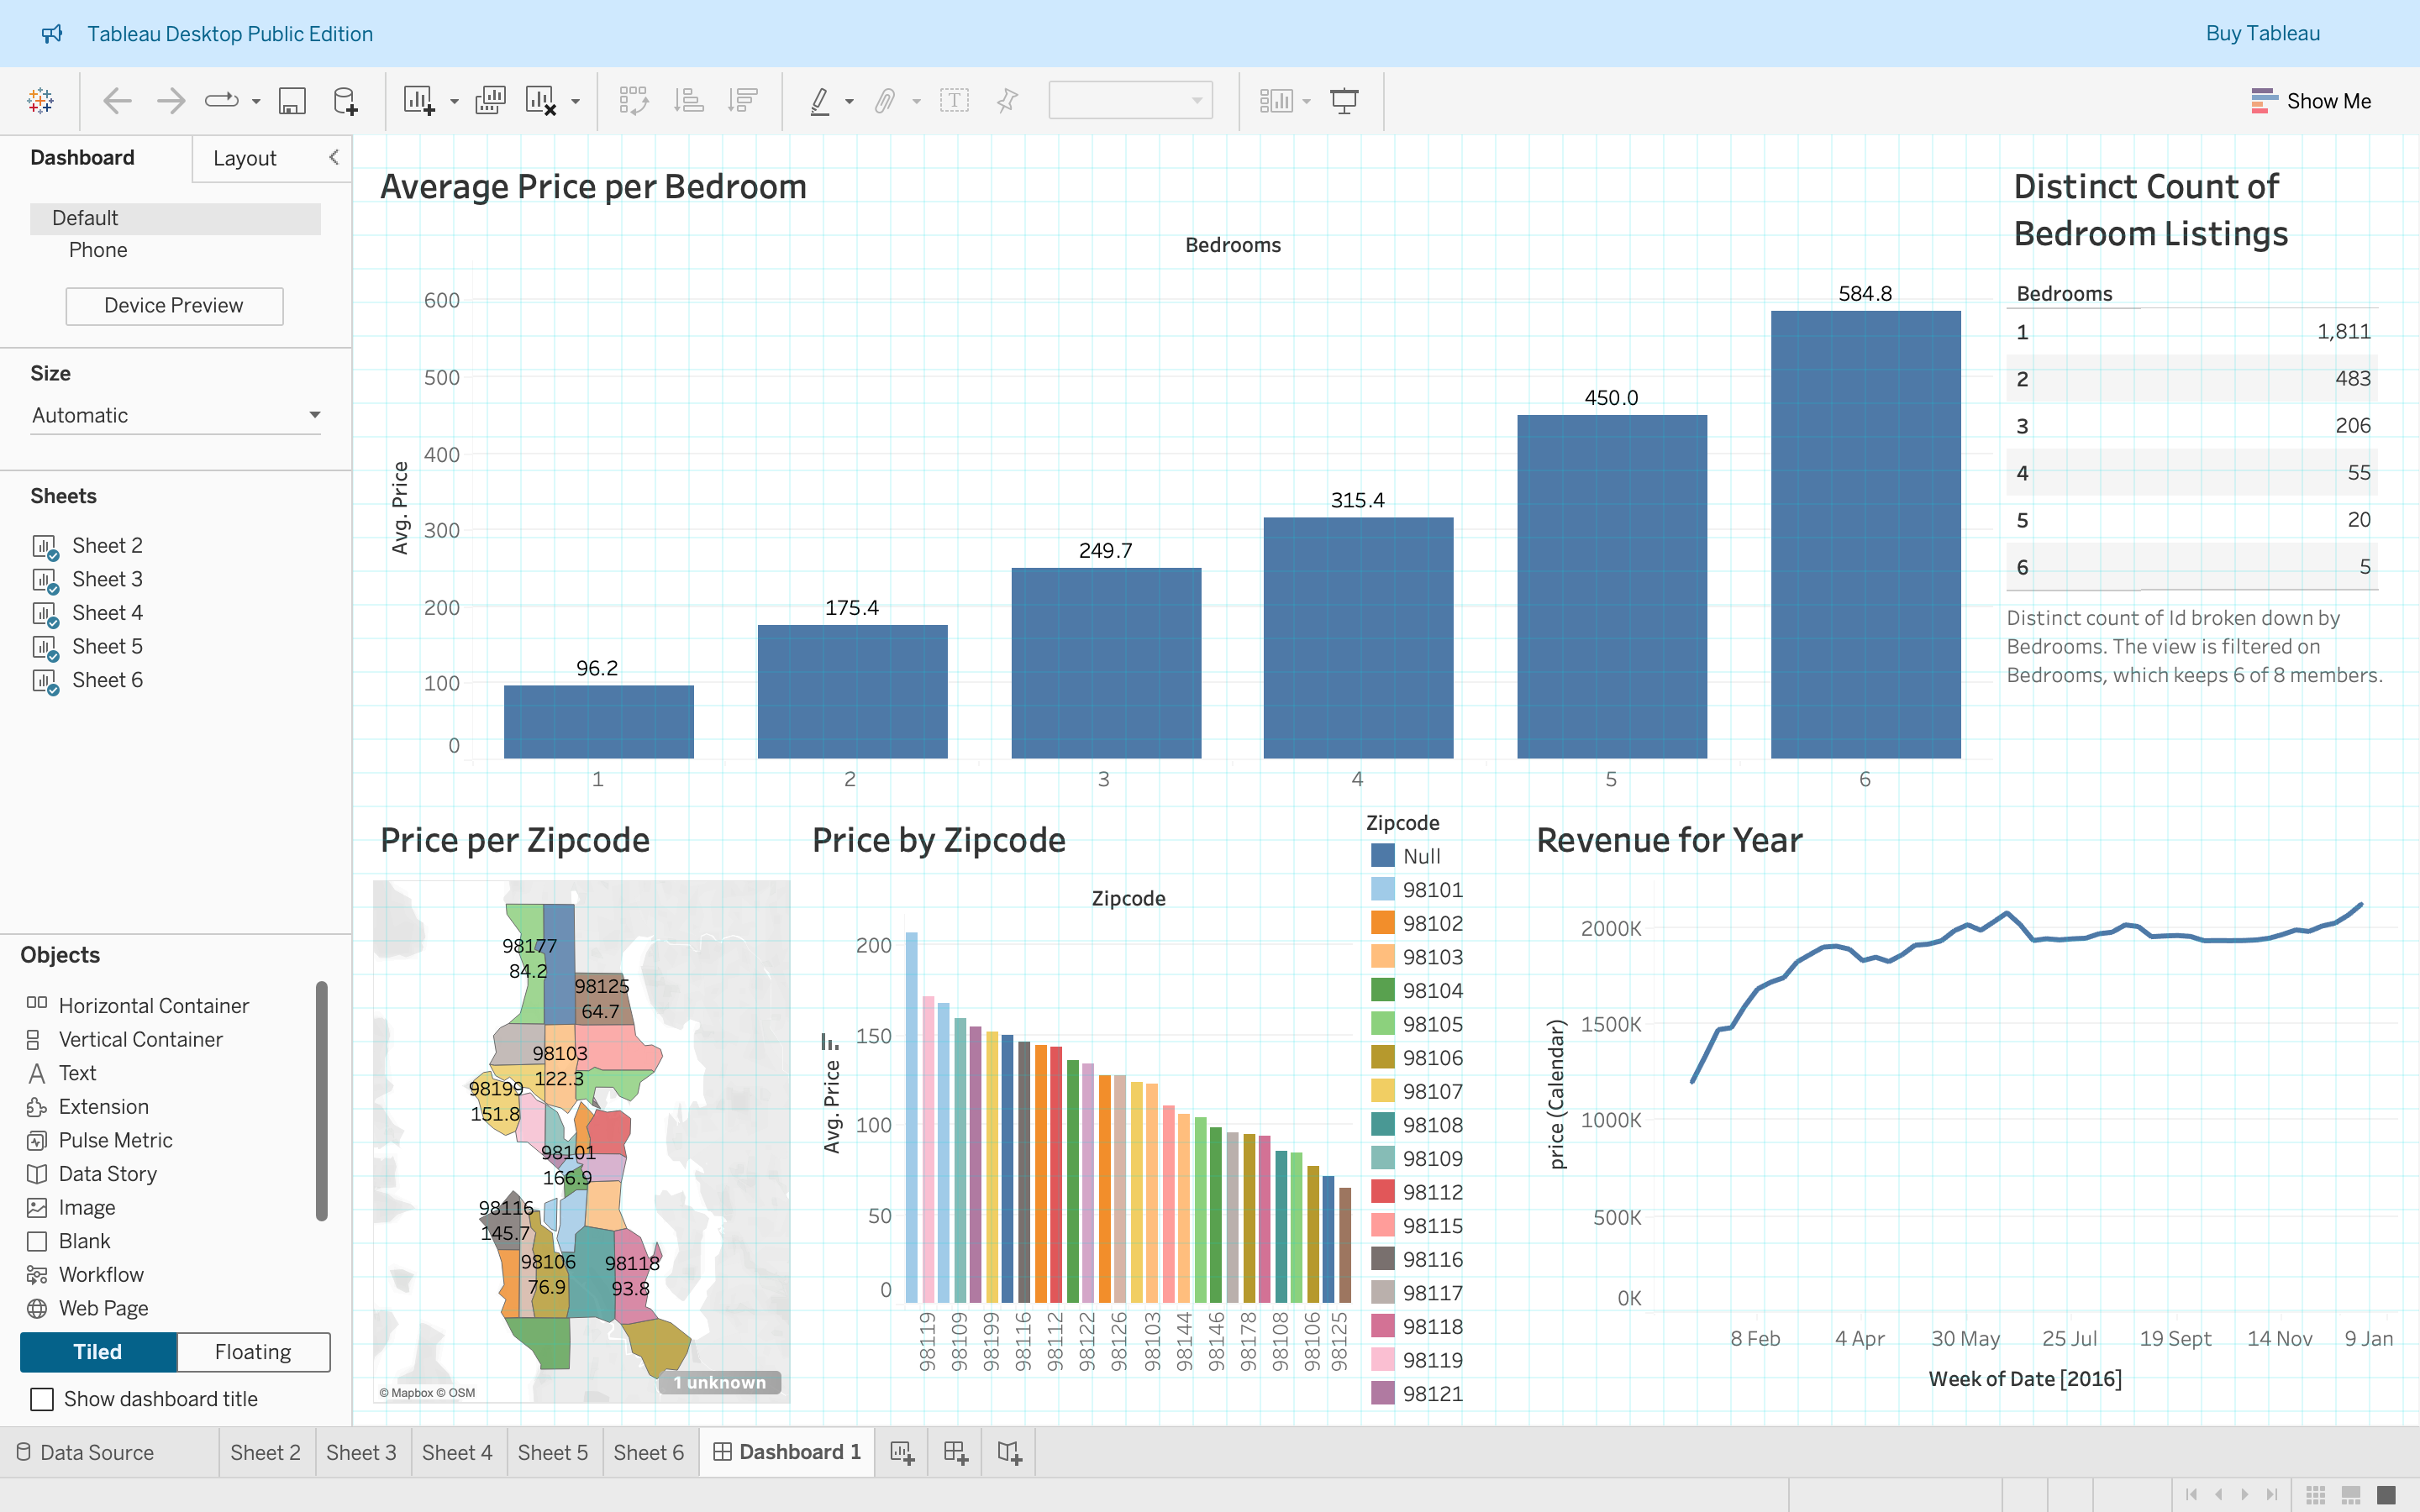 Tableau Desktop Public Edition
Buy Tableau
Show Me
Dashboard
Layout
Default
Phone
Device Preview
Size
Automatic
Sheets
Sheet 2
Sheet 3
Sheet 4
Sheet 5
Sheet 6
Objects
Horizontal Container
Vertical Container
Text
Extension
Pulse Metric
Data Story
Image
Blank
Workflow
Web Page
Tiled
Floating
Show dashboard title
Average Price per Bedroom
Bedrooms
Avg. Price
600
500
400
300
200
100
0
96.2
175.4
249.7
315.4
450.0
584.8
1
2
3
4
5
6
Distinct Count of
Bedroom Listings
Bedrooms
1 1,811
2 483
3 206
4 55
5 20
6 5
Distinct count of Id broken down by
Bedrooms. The view is filtered on
Bedrooms, which keeps 6 of 8 members.
Price per Zipcode
98177
84.2
98125
64.7
98103
122.3
98199
151.8
98101
166.9
98116
145.7
98106
76.9
98118
93.8
1 unknown
© Mapbox © OSM
Price by Zipcode
Zipcode
Avg. Price
200
150
100
50
0
98119
98109
98199
98116
98112
98122
98126
98103
98144
98146
98178
98108
98106
98125
Zipcode
Null
98101
98102
98103
98104
98105
98106
98107
98108
98109
98112
98115
98116
98117
98118
98119
98121
Revenue for Year
price (Calendar)
2000K
1500K
1000K
500K
0K
8 Feb
4 Apr
30 May
25 Jul
19 Sept
14 Nov
9 Jan
Week of Date [2016]
Data Source
Sheet 2
Sheet 3
Sheet 4
Sheet 5
Sheet 6
Dashboard 1